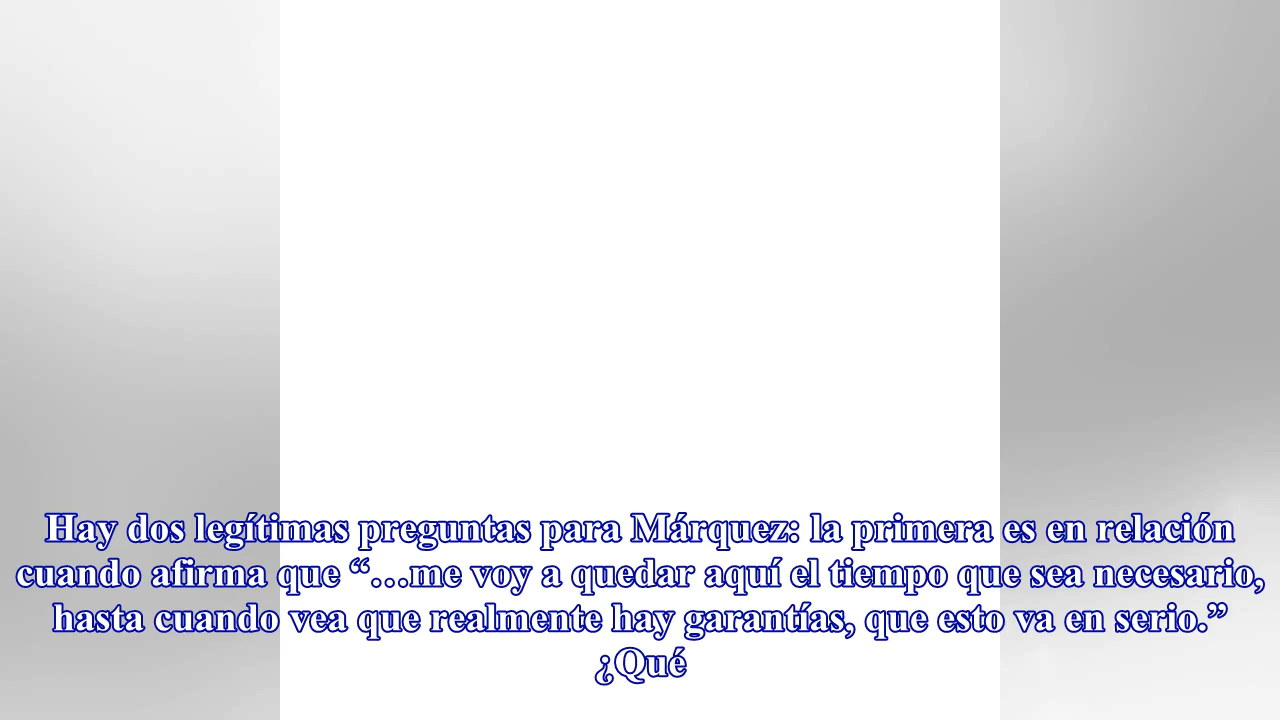 Hay dos legítimas preguntas para Márquez: la primera es en relación
cuando afirma que “…me voy a quedar aquí el tiempo que sea necesario,
hasta cuando vea que realmente hay garantías, que esto va en serio.”
¿Qué